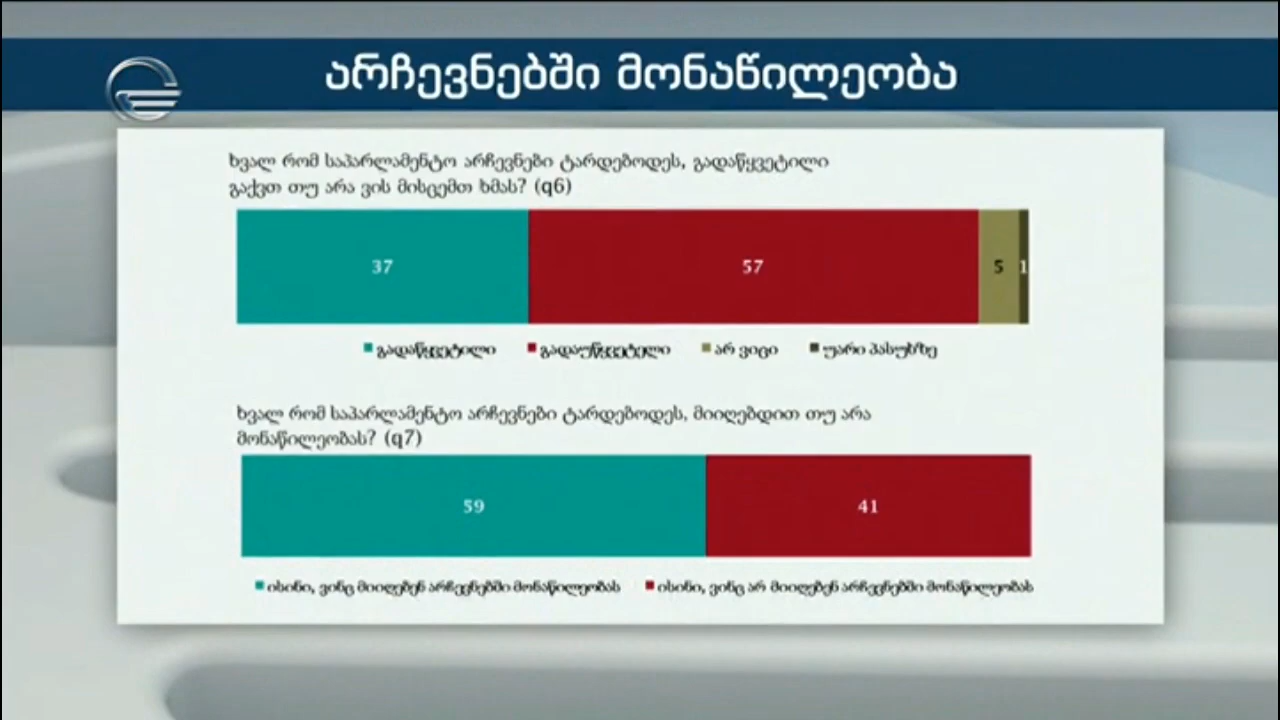 არჩევნებში მონაწილეობა
ხვალ რომ საპარლამენტო არჩევნები ტარდებოდეს, გადაწყვეტილი
გაქვთ თუ არა ვის მისცემთ ხმას? (q6)
37 57 5 1
გადაწყვეტილი გადაუწყვეტელი არ ვიცი უარი პასუხზე
ხვალ რომ საპარლამენტო არჩევნები ტარდებოდეს, მიიღებდით თუ არა
მონაწილეობას? (q7)
59 41
ისინი, ვინც მიიღებენ არჩევნებში მონაწილეობას ისინი, ვინც არ მიიღებენ არჩევნებში მონაწილეობას